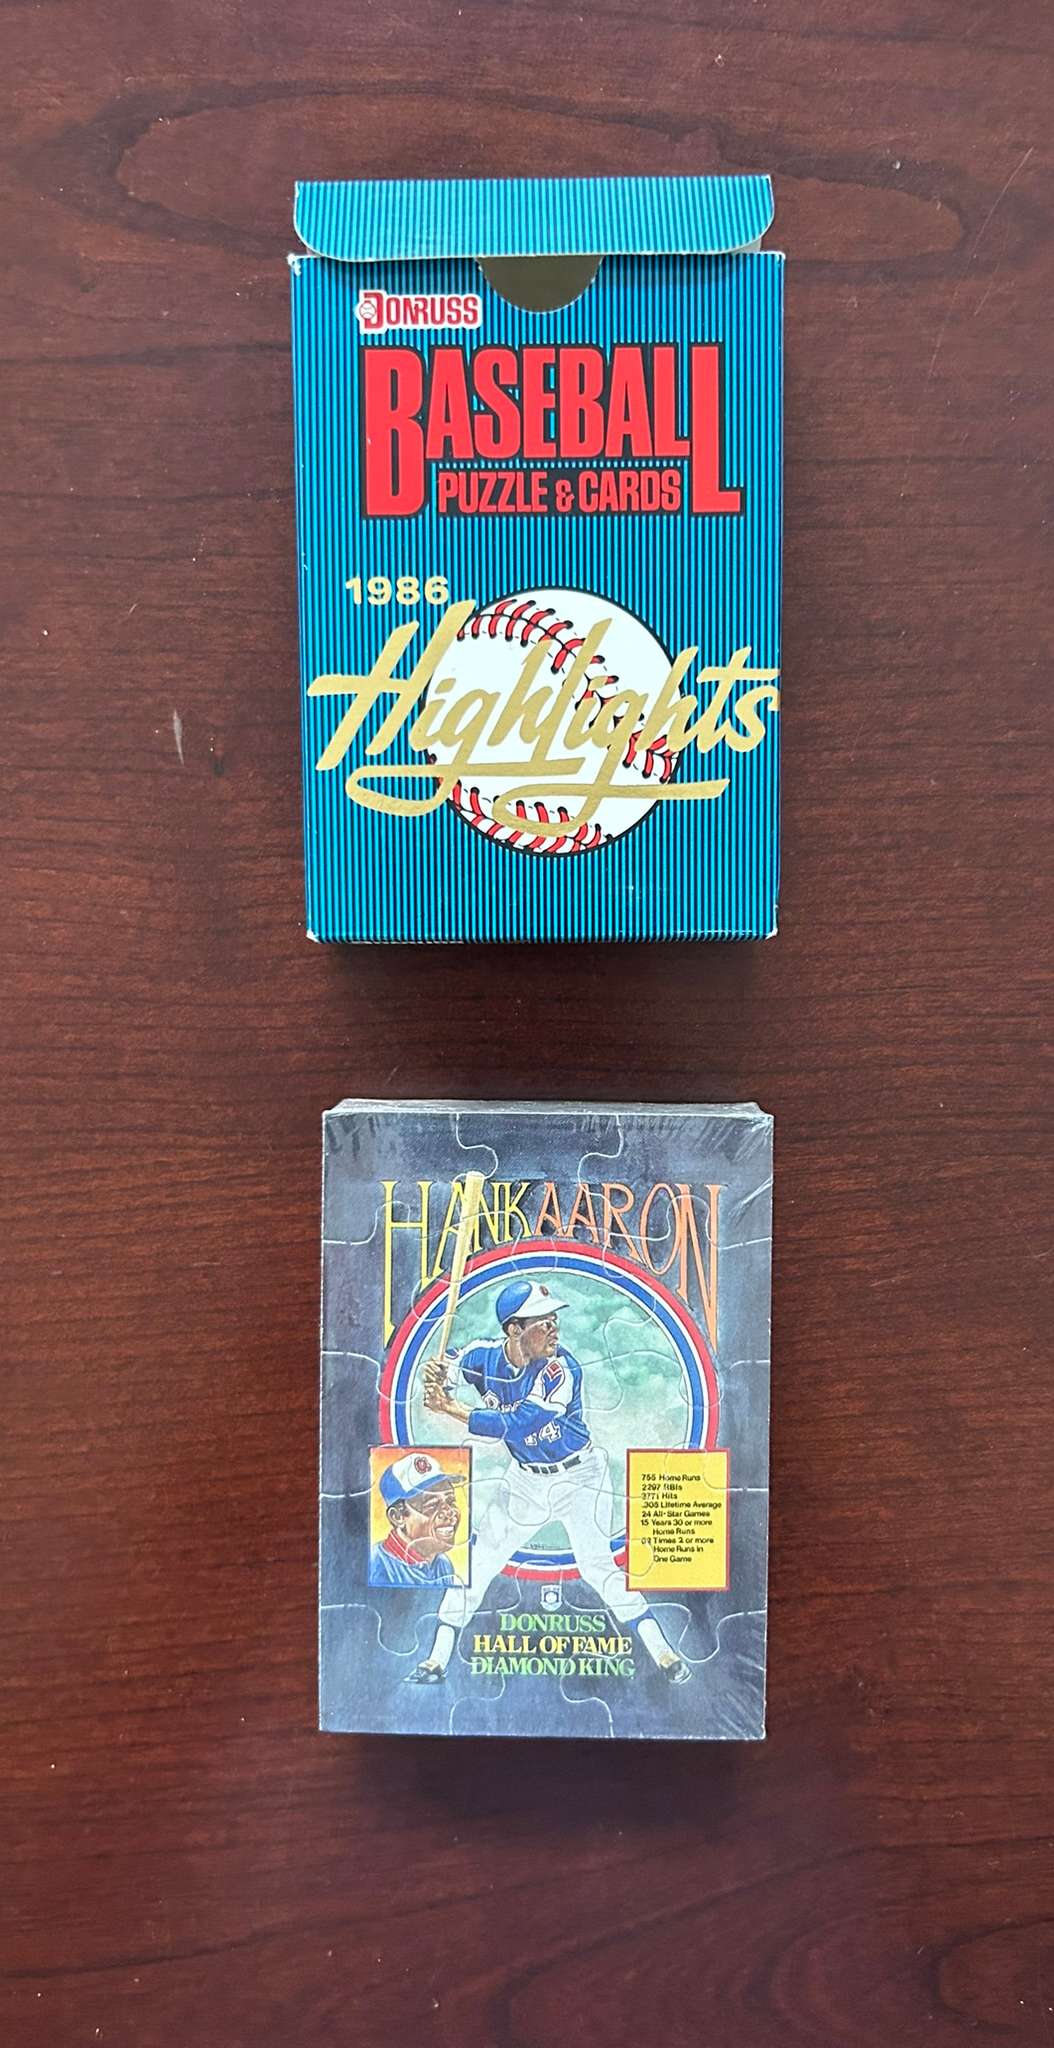 DONRUSS
BASEBALL
PUZZLE & CARDS
1986
Highlights
HANK AARON
44
755 Home Runs
2297 RBIs
3771 Hits
.305 Lifetime Average
24 All-Star Games
15 Years 30 or more
Home Runs
62 Times 2 or more
Home Runs in
One Game
DONRUSS
HALL OF FAME
DIAMOND KING